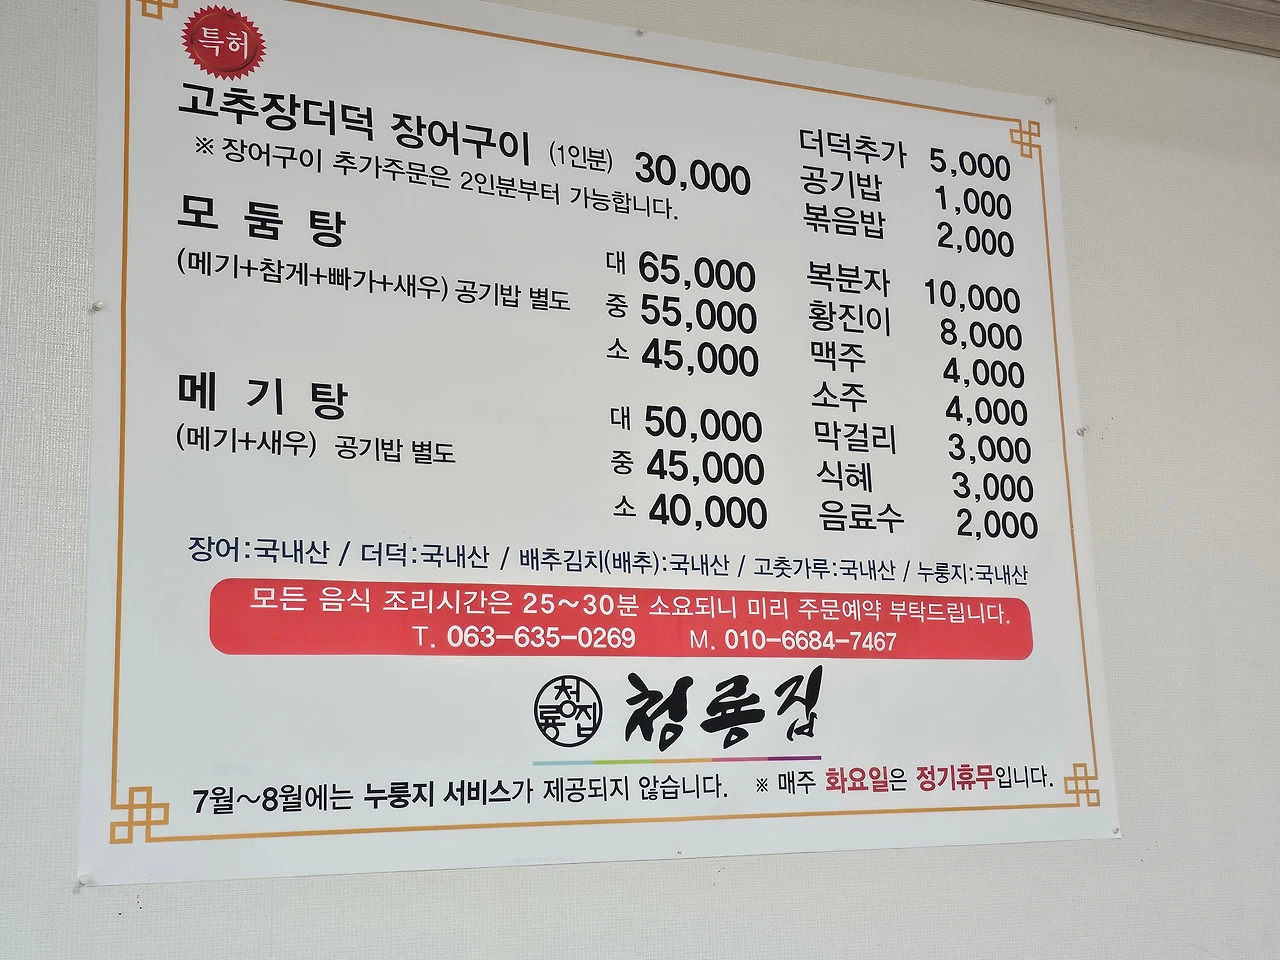 특허
고추장더덕 장어구이 (1인분) 30,000
※ 장어구이 추가주문은 2인분부터 가능합니다.
모 둠 탕
(메기+참게+빠가+새우) 공기밥 별도
대 65,000
중 55,000
소 45,000
메 기 탕
(메기+새우) 공기밥 별도
대 50,000
중 45,000
소 40,000
더덕추가 5,000
공기밥 1,000
볶음밥 2,000
복분자 10,000
황진이 8,000
맥주 4,000
소주 4,000
막걸리 3,000
식혜 3,000
음료수 2,000
장어:국내산 / 더덕:국내산 / 배추김치(배추):국내산 / 고춧가루:국내산 / 누룽지:국내산
모든 음식 조리시간은 25~30분 소요되니 미리 주문예약 부탁드립니다.
T. 063-635-0269 M. 010-6684-7467
청룡집 청룡집
7월~8월에는 누룽지 서비스가 제공되지 않습니다. ※ 매주 화요일은 정기휴무입니다.